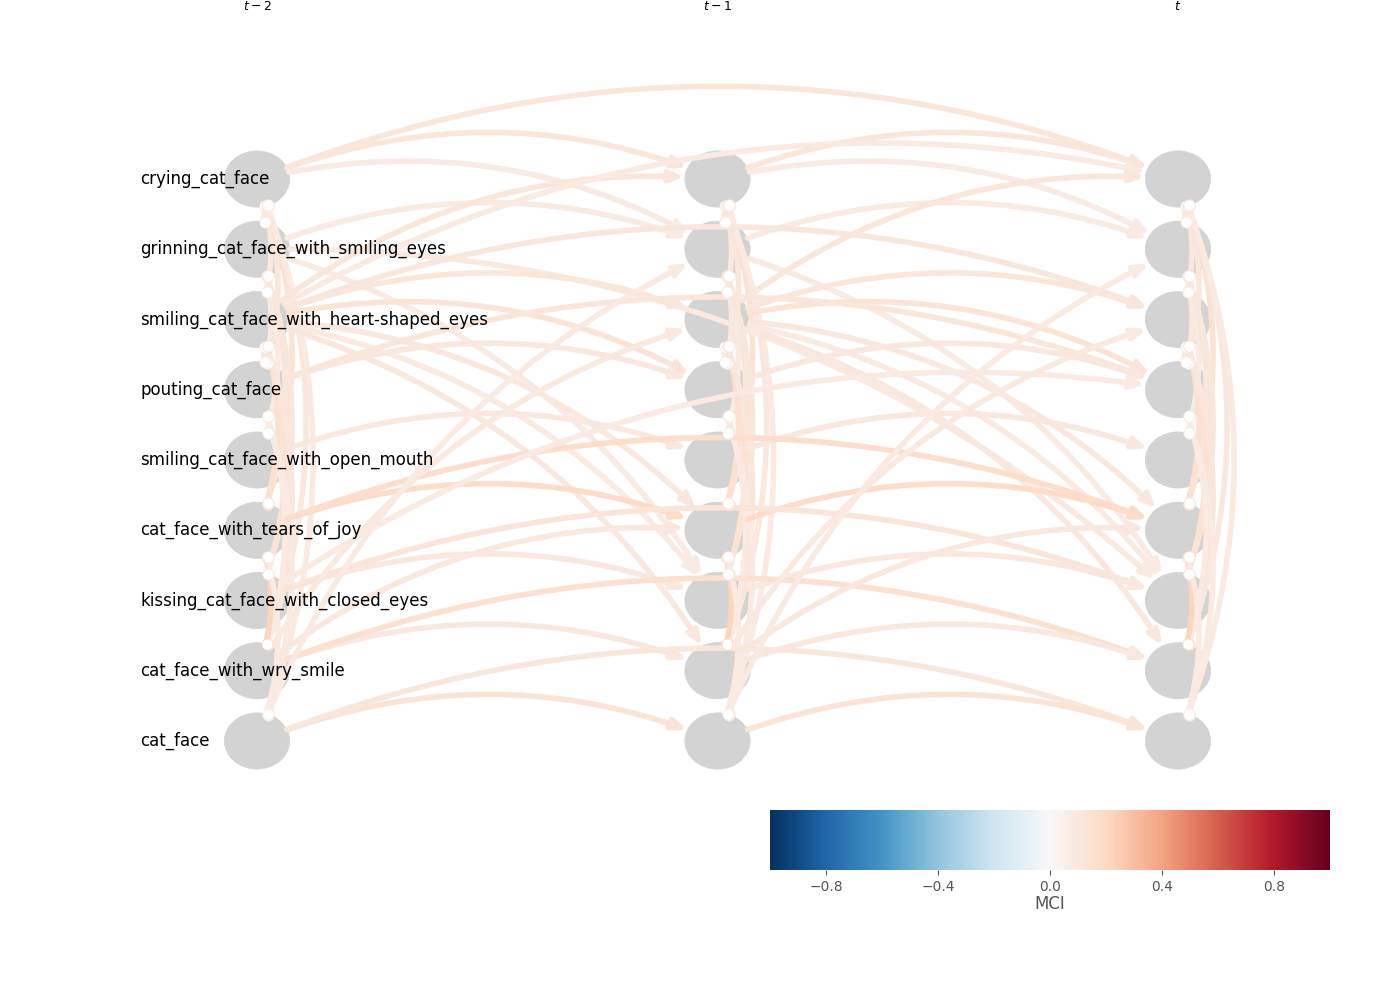 t − 2 t − 1 t
crying_cat_face
grinning_cat_face_with_smiling_eyes
smiling_cat_face_with_heart-shaped_eyes
pouting_cat_face
smiling_cat_face_with_open_mouth
cat_face_with_tears_of_joy
kissing_cat_face_with_closed_eyes
cat_face_with_wry_smile
cat_face
−0.8 −0.4 0.0 0.4 0.8
MCI